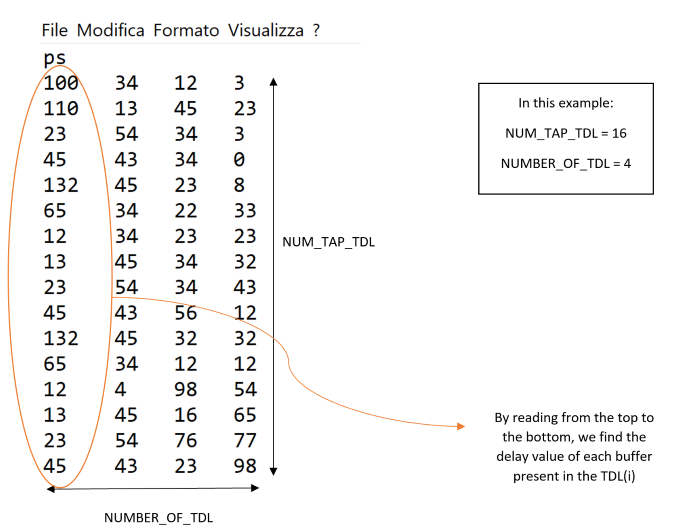 File Modifica Formato Visualizza ?
ps
100 34 12 3
110 13 45 23
23 54 34 3
45 43 34 0
132 45 23 8
65 34 22 33
12 34 23 23
13 45 34 32
23 54 34 43
45 43 56 12
132 45 32 32
65 34 12 12
12 4 98 54
13 45 16 65
23 54 76 77
45 43 23 98
NUM_TAP_TDL
NUMBER_OF_TDL
In this example:
NUM_TAP_TDL = 16
NUMBER_OF_TDL = 4
By reading from the top to
the bottom, we find the
delay value of each buffer
present in the TDL(i)